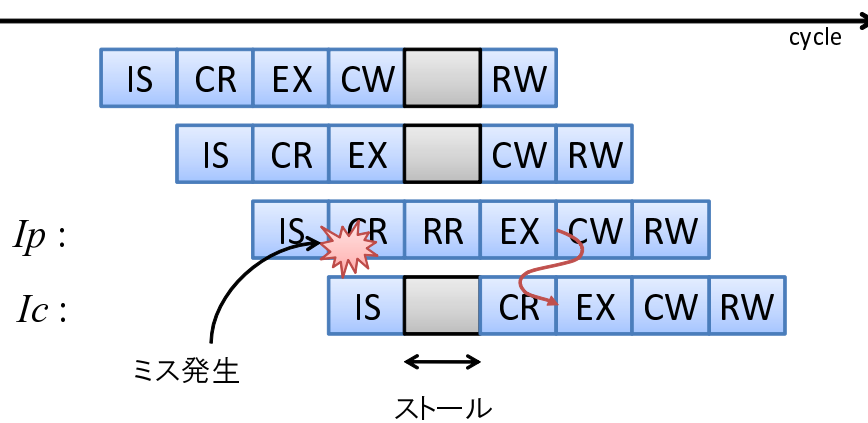 cycle
IS CR EX CW RW
IS CR EX CW RW
Ip : IS CR RR EX CW RW
Ic : IS CR EX CW RW
ミス発生
ストール